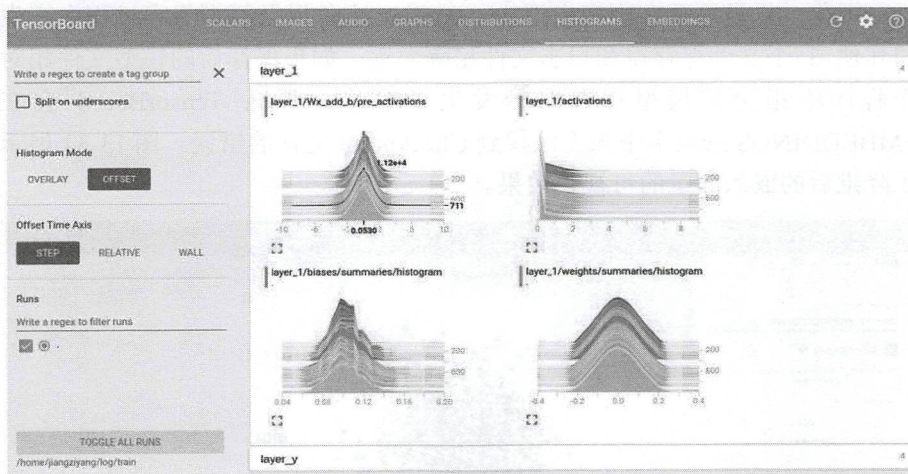 TensorBoard
SCALARS IMAGES AUDIO GRAPHS DISTRIBUTIONS HISTOGRAMS EMBEDDINGS
Write a regex to create a tag group
Split on underscores
Histogram Mode
OVERLAY OFFSET
Offset Time Axis
STEP RELATIVE WALL
Runs
Write a regex to filter runs
.
TOGGLE ALL RUNS
/home/jiangziyang/log/train
layer_1
4
layer_1/Wx_add_b/pre_activations
.
1.12e+4
200
600
711
-10 -6 6 10
0.0530
layer_1/activations
.
200
600
0 2 4 6 8
layer_1/biases/summaries/histogram
.
200
600
0.04 0.08 0.12 0.16 0.20
layer_1/weights/summaries/histogram
.
200
600
-0.4 -0.2 0.0 0.2 0.4
layer_y
4